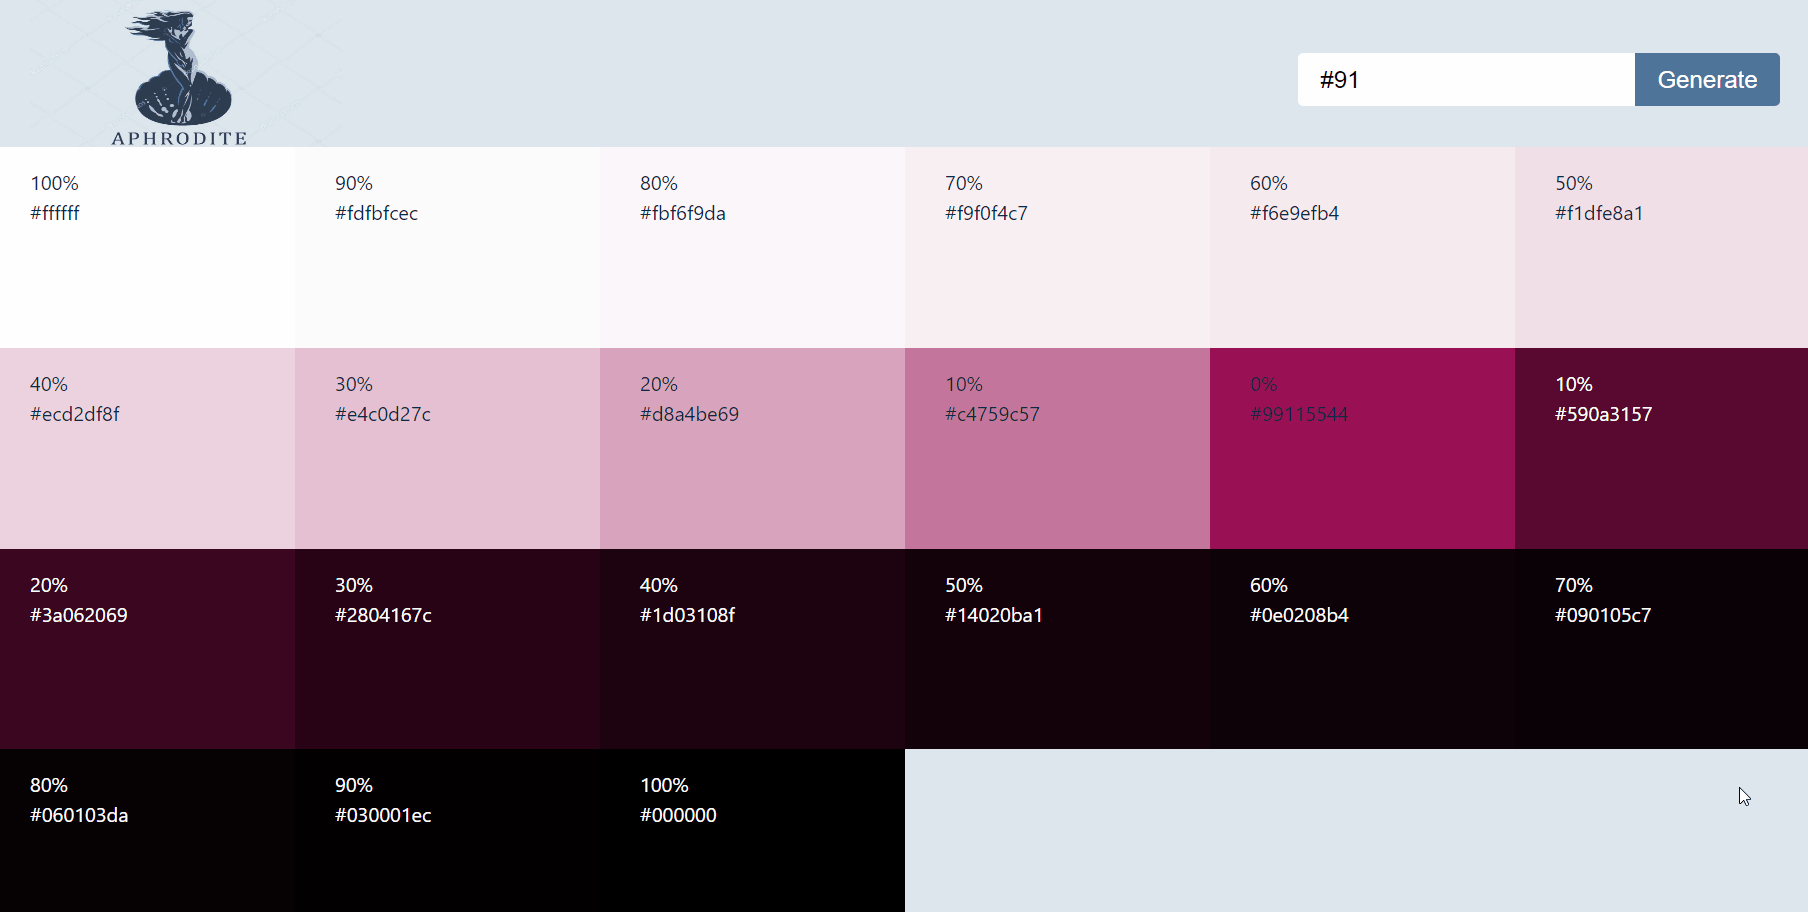 APHRODITE
#91
Generate
100%
#ffffff
90%
#fdfbfcec
80%
#fbf6f9da
70%
#f9f0f4c7
60%
#f6e9efb4
50%
#f1dfe8a1
40%
#ecd2df8f
30%
#e4c0d27c
20%
#d8a4be69
10%
#c4759c57
0%
#99115544
10%
#590a3157
20%
#3a062069
30%
#2804167c
40%
#1d03108f
50%
#14020ba1
60%
#0e0208b4
70%
#090105c7
80%
#060103da
90%
#030001ec
100%
#000000